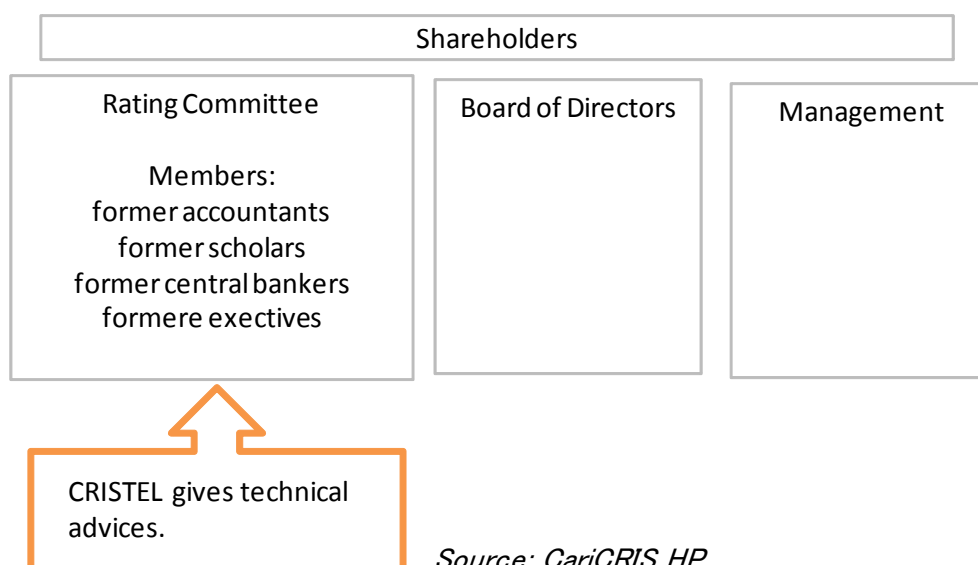 Shareholders
Rating Committee
Members:
former accountants
former scholars
former central bankers
formere exectives
Board of Directors
Management
CRISTEL gives technical
advices.
Source: CariCRIS HP